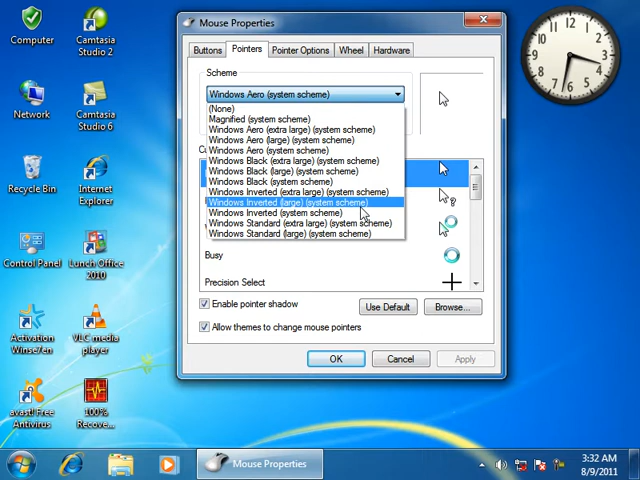 Mouse Properties
Buttons
Pointers
Pointer Options
Wheel
Hardware
Scheme
Windows Aero (system scheme)
(None)
Magnified (system scheme)
Windows Aero (extra large) (system scheme)
Windows Aero (large) (system scheme)
Windows Aero (system scheme)
Windows Black (extra large) (system scheme)
Windows Black (large) (system scheme)
Windows Black (system scheme)
Windows Inverted (extra large) (system scheme)
Windows Inverted (large) (system scheme)
Windows Inverted (system scheme)
Windows Standard (extra large) (system scheme)
Windows Standard (large) (system scheme)
Busy
Precision Select
Enable pointer shadow
Use Default
Browse...
Allow themes to change mouse pointers
OK
Cancel
Apply
Computer
Camtasia
Studio 2
Network
Camtasia
Studio 6
Recycle Bin
Internet
Explorer
Control Panel
Lunch Office
2010
Activation
Winse7en
VLC media
player
avast! Free
Antivirus
100%
Recove...
Mouse Properties
3:32 AM
8/9/2011